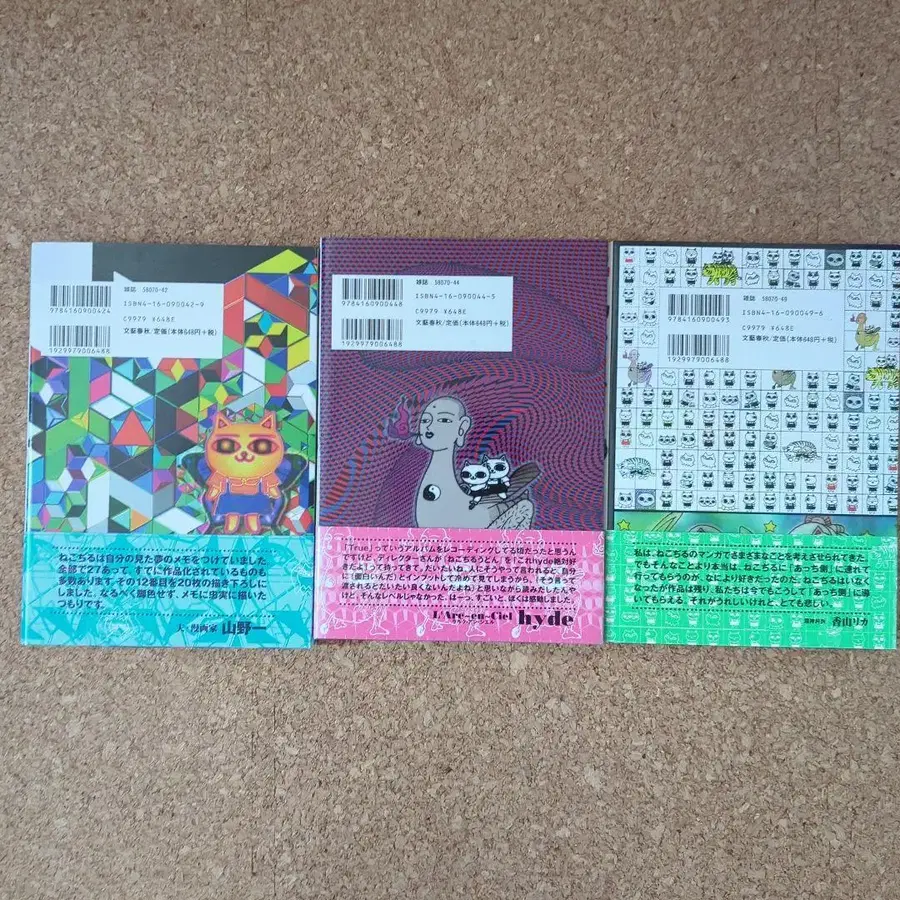 雑誌 58070-42
ISBN4-16-090042-9
C9979 ¥648E
文藝春秋/定価(本体648円+税)
9784160900424
1929979006488
ねこぢるは自分の見た夢のメモをつけていました
全部で27あって、すでに作品化されているものも
多数あります。その12番目を20枚の描き下ろしに
しました。なるべく脚色せず、メモに忠実に描いた
つもりです。
夫・漫画家 山野一
雑誌 58070-44
ISBN4-16-090044-5
C9979 ¥648E
文藝春秋/定価(本体648円+税)
9784160900448
1929979006488
「True」っていうアルバムをレコーディングしてる頃だったと思うん
ですけど、ディレクターさんが『ねこぢるうどん』を「これhyde絶対好
きだよ」って持ってきて。だいたいね、人にそうやって言われると、自分
に「面白いんだ」とインプットして冷めて見てしまうから、「そう言って
渡されるとだいたい良くないんだよね」と思いながら読みだしたんや
けど、そんなレベルじゃなかった。はーっ、すごいと、ぼくは感動しました。
L'Arc~en~Ciel
ラルク アン シエル
hyde
雑誌 58070-49
ISBN4-16-090049-6
C9979 ¥648E
文藝春秋/定価(本体648円+税)
9784160900493
1929979006488
私は、ねこぢるのマンガでさまざまなことを考えさせられてきた。
でもそんなことより本当は、ねこぢるに「あっち側」に連れて
行ってもらうのが、なにより好きだったのだ。ねこぢるはいなく
なったが作品は残り、私たちは今でもこうして「あっち側」に導
いてもらえる。それがうれしいけれど、とても悲しい。
精神科医 香山リカ